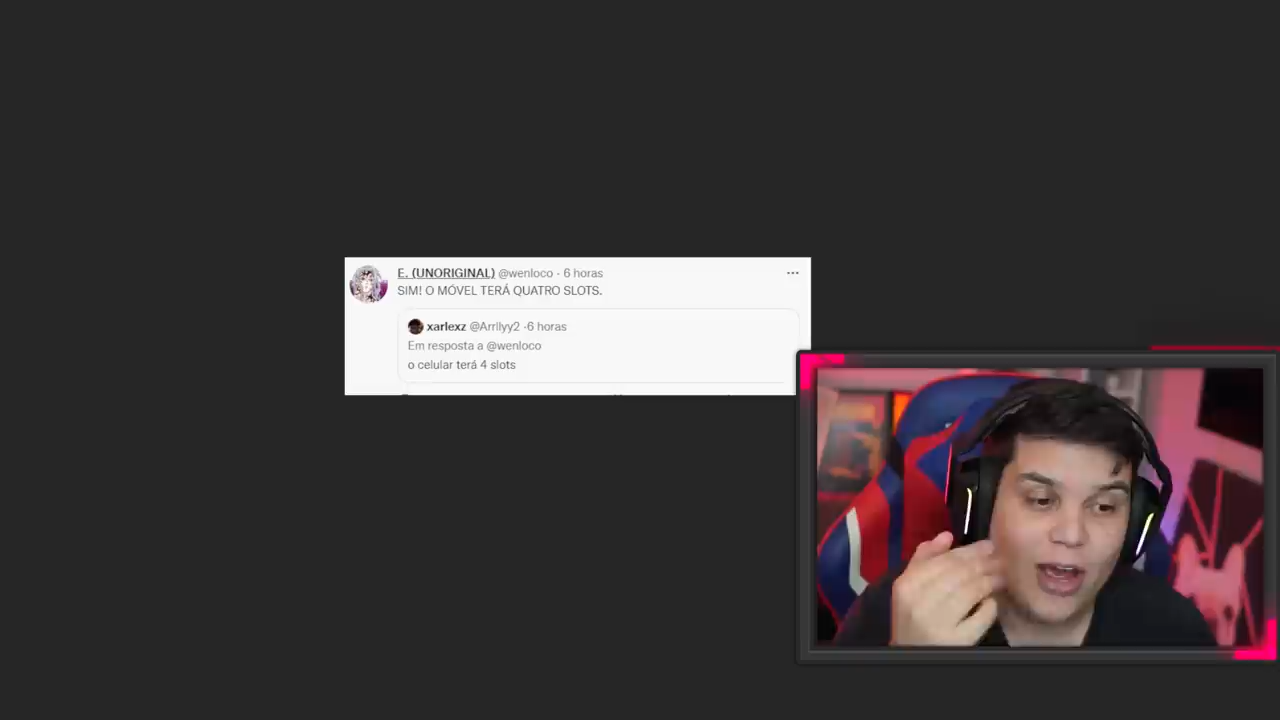 E. (UNORIGINAL) @wenloco - 6 horas
SIM! O MÓVEL TERÁ QUATRO SLOTS.
xarlexz @Arrilyy2 -6 horas
Em resposta a @wenloco
o celular terá 4 slots